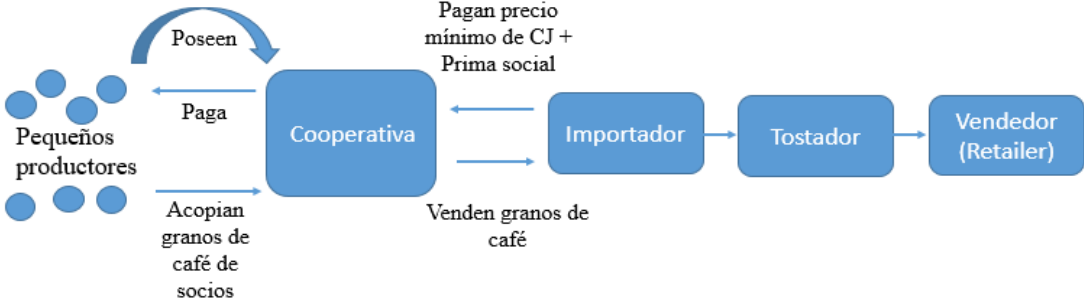 Poseen
Pagan precio
mínimo de CJ +
Prima social
Paga
Pequeños
productores
Cooperativa
Importador
Tostador
Vendedor
(Retailer)
Acopian
granos de
café de
socios
Venden granos de
café